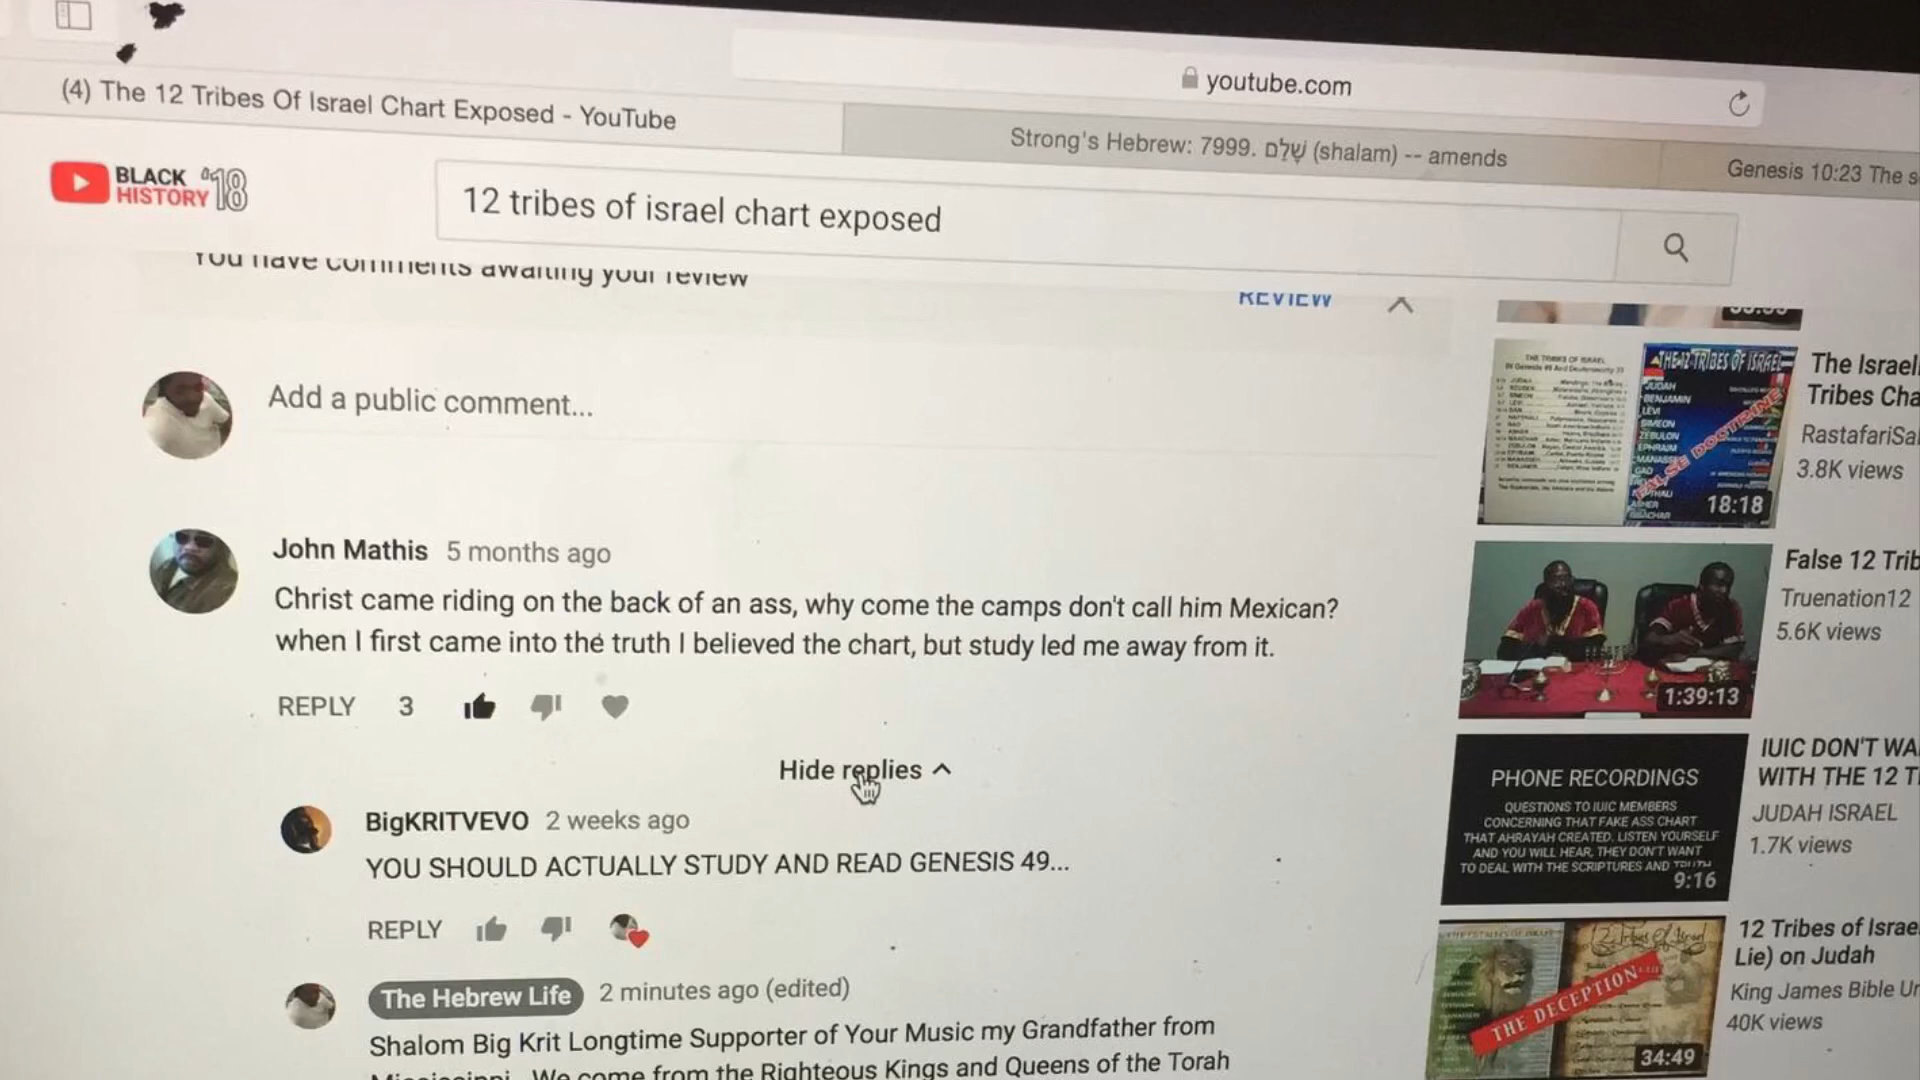 youtube.com
(4) The 12 Tribes Of Israel Chart Exposed - YouTube
Strong's Hebrew: 7999. שָׁלַם (shalam) -- amends
Genesis 10:23 The s
BLACK HISTORY '18
12 tribes of israel chart exposed
You have comments awaiting your review
REVIEW
Add a public comment...
John Mathis 5 months ago
Christ came riding on the back of an ass, why come the camps don't call him Mexican?
when I first came into the truth I believed the chart, but study led me away from it.
REPLY 3
Hide replies
BigKRITVEVO 2 weeks ago
YOU SHOULD ACTUALLY STUDY AND READ GENESIS 49...
REPLY
The Hebrew Life 2 minutes ago (edited)
Shalom Big Krit Longtime Supporter of Your Music my Grandfather from
Mississippi. We come from the Righteous Kings and Queens of the Torah
THE TRIBES OF ISRAEL
THE 12 TRIBES OF ISRAEL
JUDAH
BENJAMIN
LEVI
SIMEON
ZEBULON
EPHRAIM
MANASSEH
GAD
FALSE DOCTRINE
18:18
The Israel
Tribes Cha
RastafariSa
3.8K views
1:39:13
False 12 Trib
Truenation12
5.6K views
PHONE RECORDINGS
QUESTIONS TO IUIC MEMBERS
CONCERNING THAT FAKE ASS CHART
THAT AHRAYAH CREATED. LISTEN YOURSELF
AND YOU WILL HEAR, THEY DON'T WANT
TO DEAL WITH THE SCRIPTURES AND TRUTH
9:16
IUIC DON'T WA
WITH THE 12 T
JUDAH ISRAEL
1.7K views
12 Tribes of Israel
THE DECEPTION
34:49
12 Tribes of Israe
Lie) on Judah
King James Bible Un
40K views